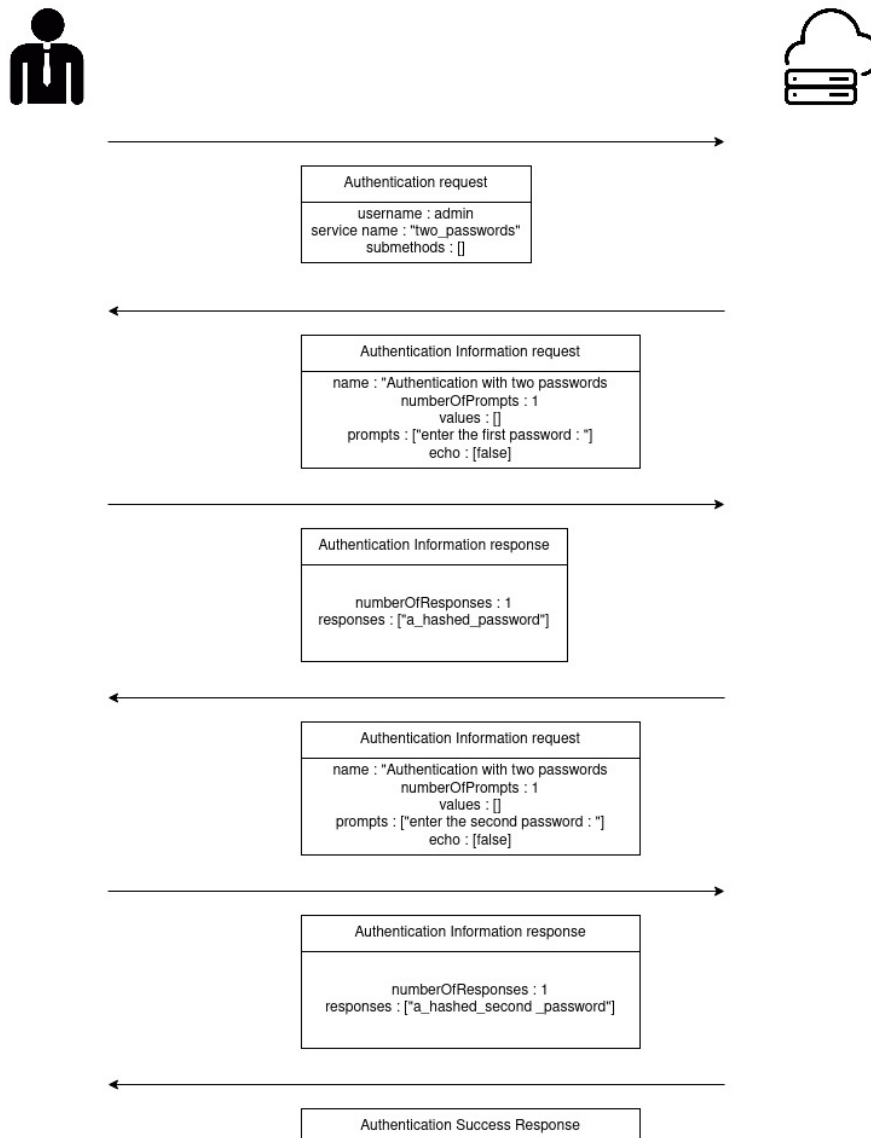 Authentication request
username : admin
service name : "two_passwords"
submethods : []
Authentication Information request
name : "Authentication with two passwords
numberOfPrompts : 1
values : []
prompts : ["enter the first password : "]
echo : [false]
Authentication Information response
numberOfResponses : 1
responses : ["a_hashed_password"]
Authentication Information request
name : "Authentication with two passwords
numberOfPrompts : 1
values : []
prompts : ["enter the second password : "]
echo : [false]
Authentication Information response
numberOfResponses : 1
responses : ["a_hashed_second _password"]
Authentication Success Response